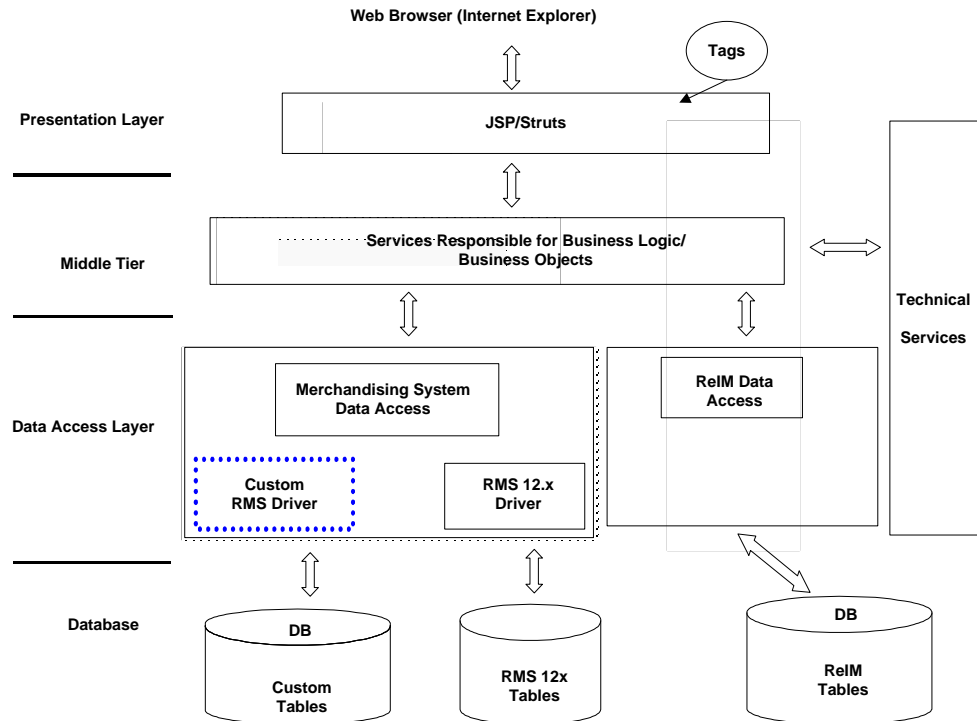 Web Browser (Internet Explorer)
Tags
Presentation Layer
JSP/Struts
Middle Tier
Services Responsible for Business Logic/
Business Objects
Technical
Services
Data Access Layer
Merchandising System
Data Access
ReIM Data
Access
Custom
RMS Driver
RMS 12.x
Driver
Database
DB
Custom
Tables
RMS 12x
Tables
DB
ReIM
Tables